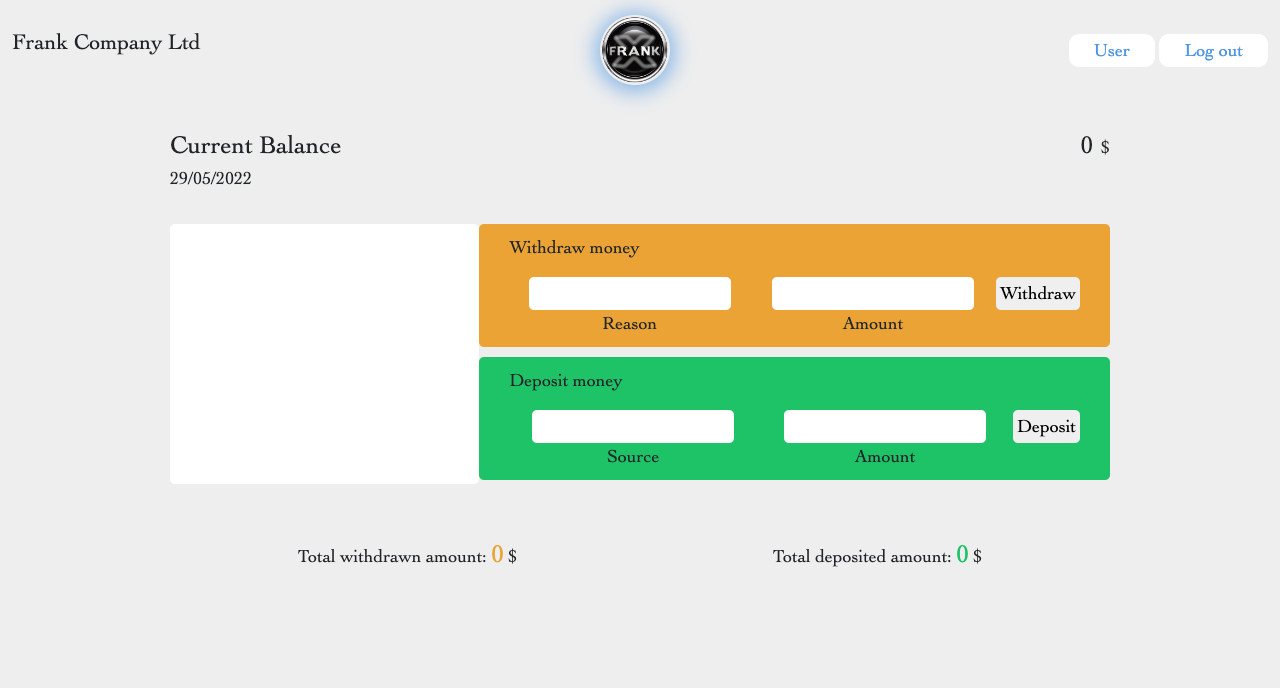 Frank Company Ltd
FRANK
User
Log out
Current Balance
0 $
29/05/2022
Withdraw money
Withdraw
Reason
Amount
Deposit money
Deposit
Source
Amount
Total withdrawn amount: 0 $
Total deposited amount: 0 $